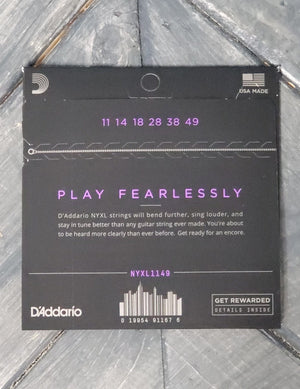 USA MADE
11 14 18 28 38 49
PLAY FEARLESSLY
D'Addario NYXL strings will bend further, sing louder, and
stay in tune better than any guitar string ever made. You're about
to be heard more clearly than ever before. Get ready for an encore.
NYXL1149
D'Addario
0 19954 91167 6
GET REWARDED
DETAILS INSIDE